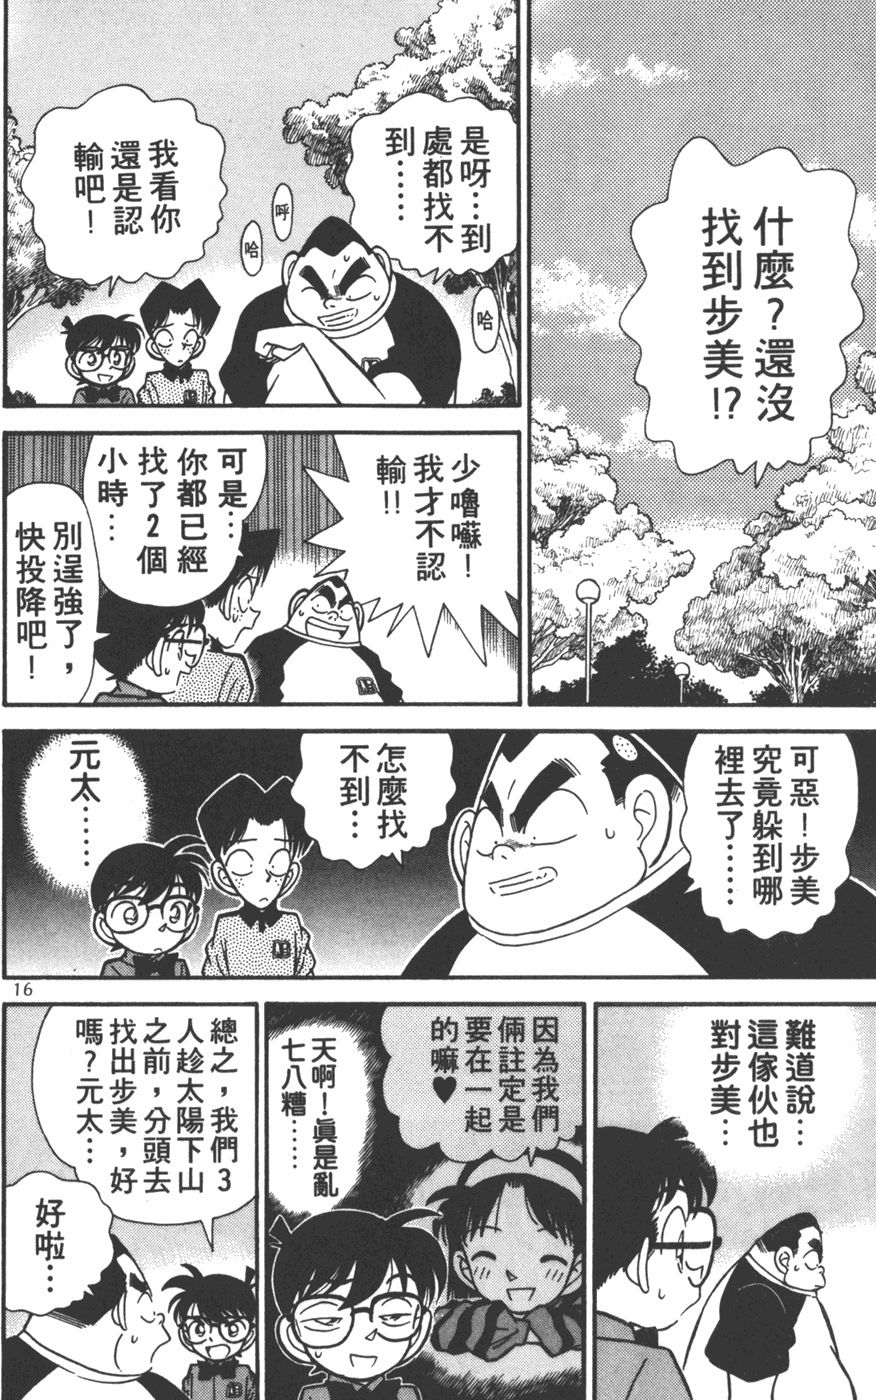 什麼?還沒
找到步美!?
是呀…到
處都找不
到……
呼
哈
哈
我看你
還是認
輸吧!
少嚕囌!
我才不認
輸!!
可是…
你都已經
找了2個
小時…
別逞強了,
快投降吧!
可惡!步美
究竟躲到哪
裡去了……
怎麼找
不到…
元太……
16
難道說…
這傢伙也
對步美…
因為我們
倆註定是
要在一起
的嘛♥
天啊!眞是亂
七八糟……
總之,我們3
人趁太陽下山
之前,分頭去
找出步美,好
嗎?元太…
好啦…